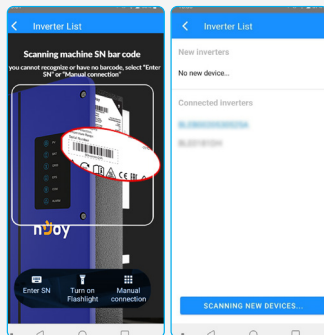 Inverter List
Scanning machine SN bar code
you cannot recognize or have no barcode, select "Enter
SN" or "Manual connection"
njoy
Enter SN
Turn on
Flashlight
Manual
connection
Inverter List
New inverters
No new device...
Connected inverters
SCANNING NEW DEVICES...